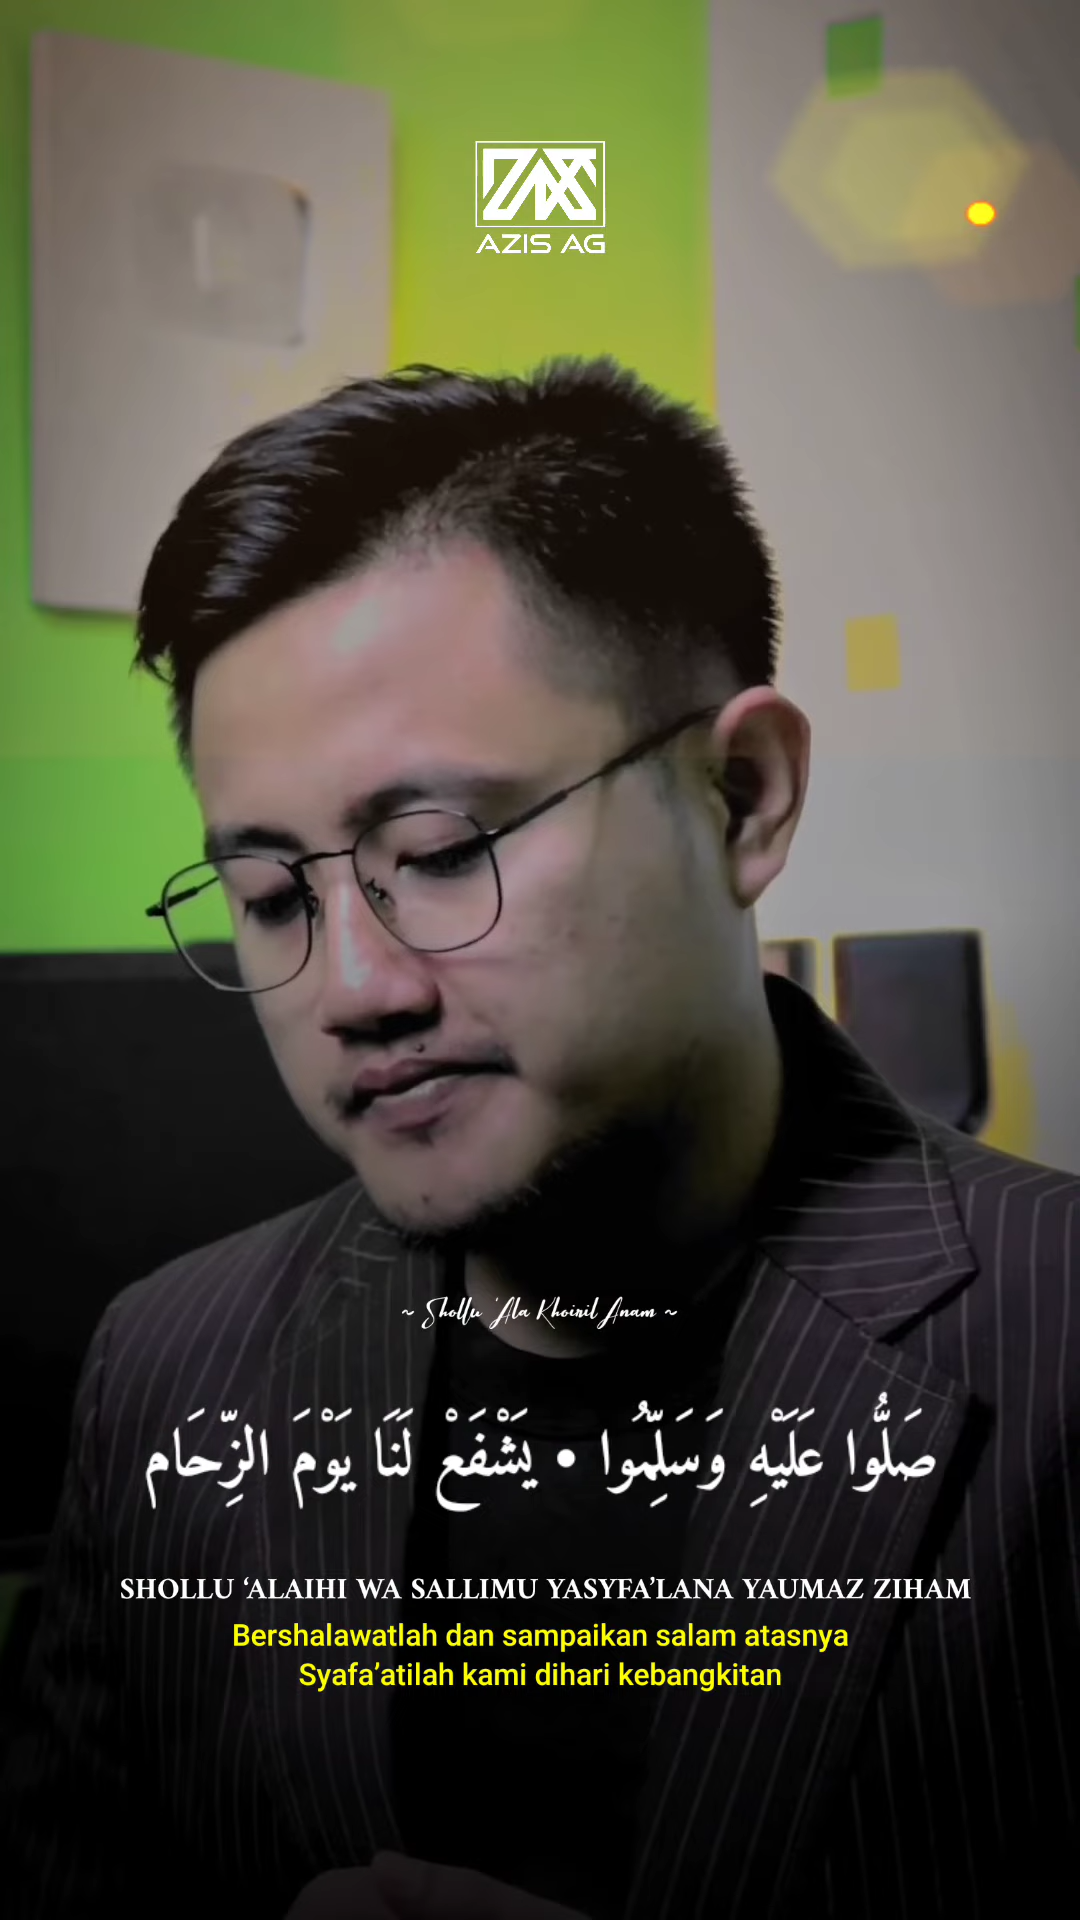 AZIS AG
~ Shollu 'Ala Khoiril Anam ~
صَلُّوا عَلَيْهِ وَسَلِّمُوا • يَشْفَعْ لَنَا يَوْمَ الزِّحَام
SHOLLU ‘ALAIHI WA SALLIMU YASYFA’LANA YAUMAZ ZIHAM
Bershalawatlah dan sampaikan salam atasnya
Syafa’atilah kami dihari kebangkitan